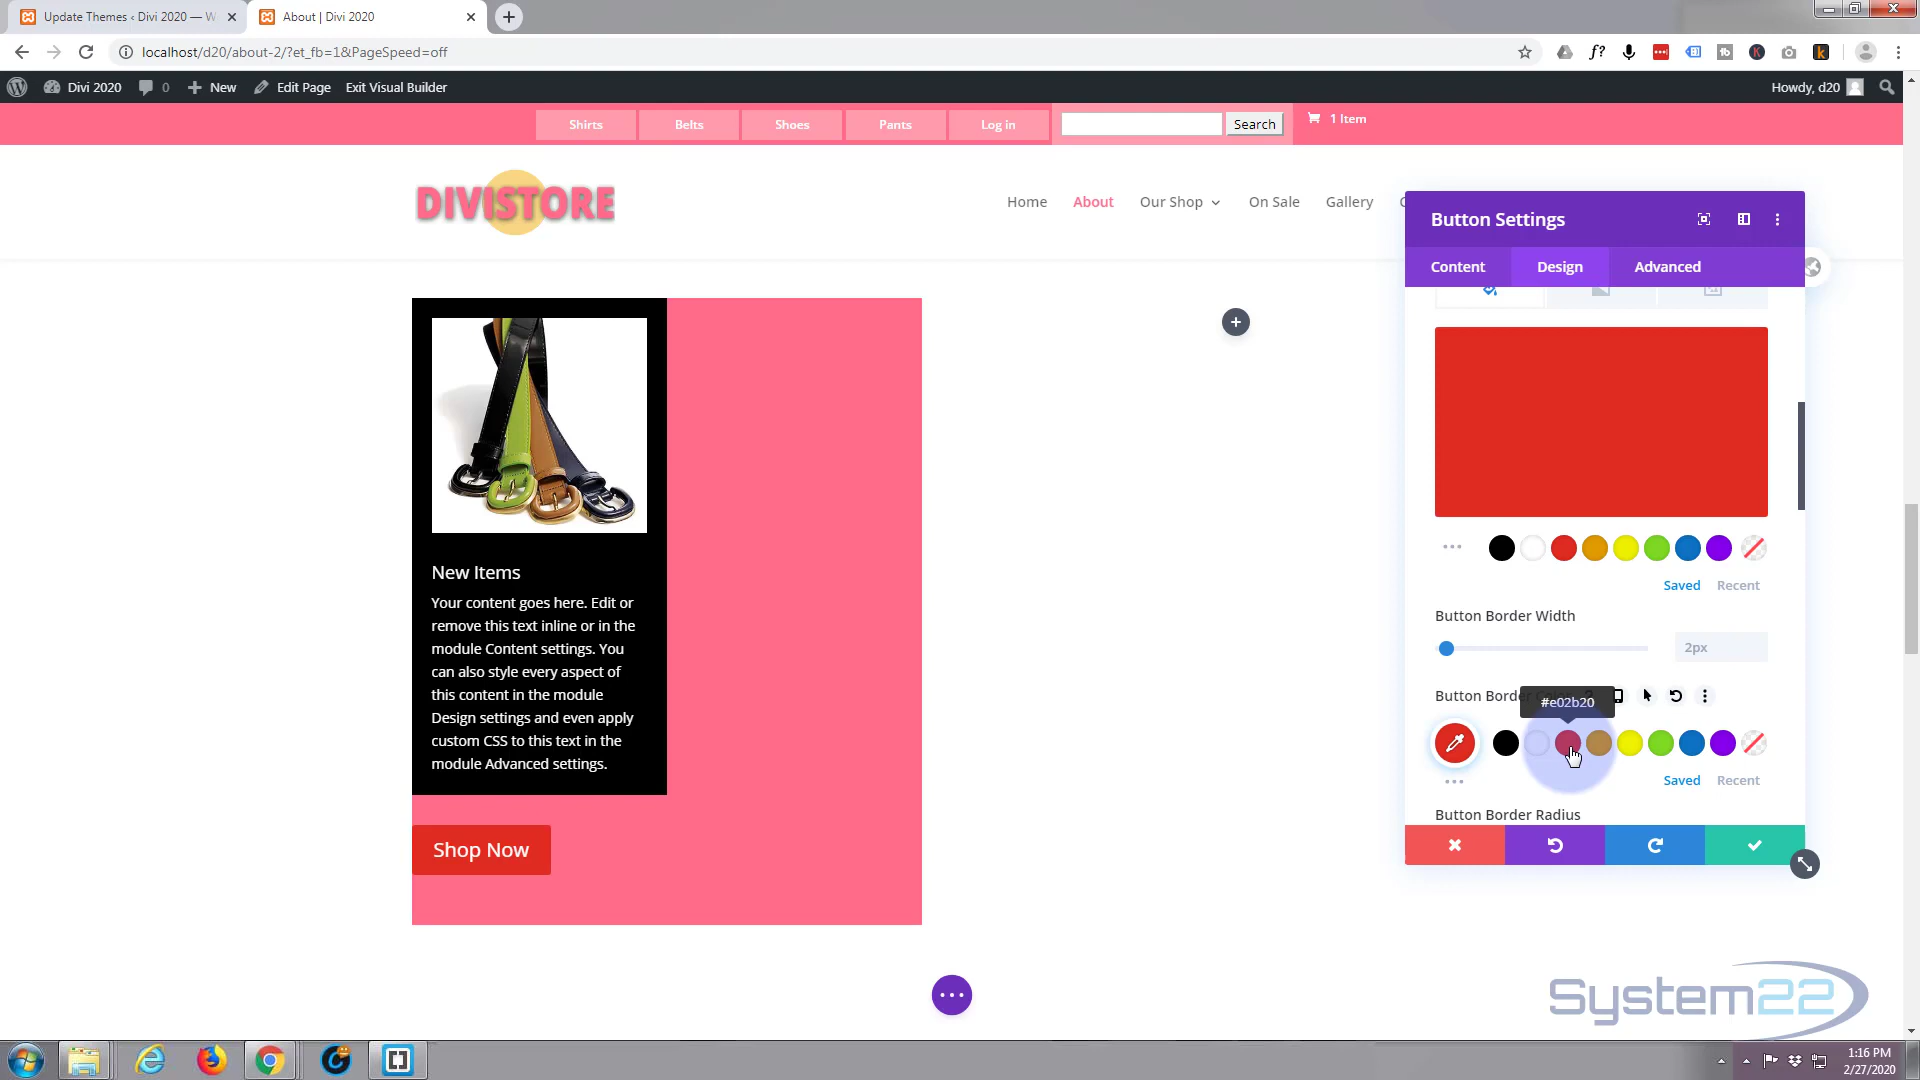 Update Themes ‹ Divi 2020 — W
About | Divi 2020
localhost/d20/about-2/?et_fb=1&PageSpeed=off
Divi 2020
0
New
Edit Page
Exit Visual Builder
Howdy, d20
Shirts
Belts
Shoes
Pants
Log in
Search
1 Item
DIVISTORE
Home
About
Our Shop
On Sale
Gallery
Button Settings
Content
Design
Advanced
Saved
Recent
Button Border Width
2px
Button Border
#e02b20
Saved
Recent
Button Border Radius
New Items
Your content goes here. Edit or
remove this text inline or in the
module Content settings. You
can also style every aspect of
this content in the module
Design settings and even apply
custom CSS to this text in the
module Advanced settings.
Shop Now
System22
1:16 PM
2/27/2020